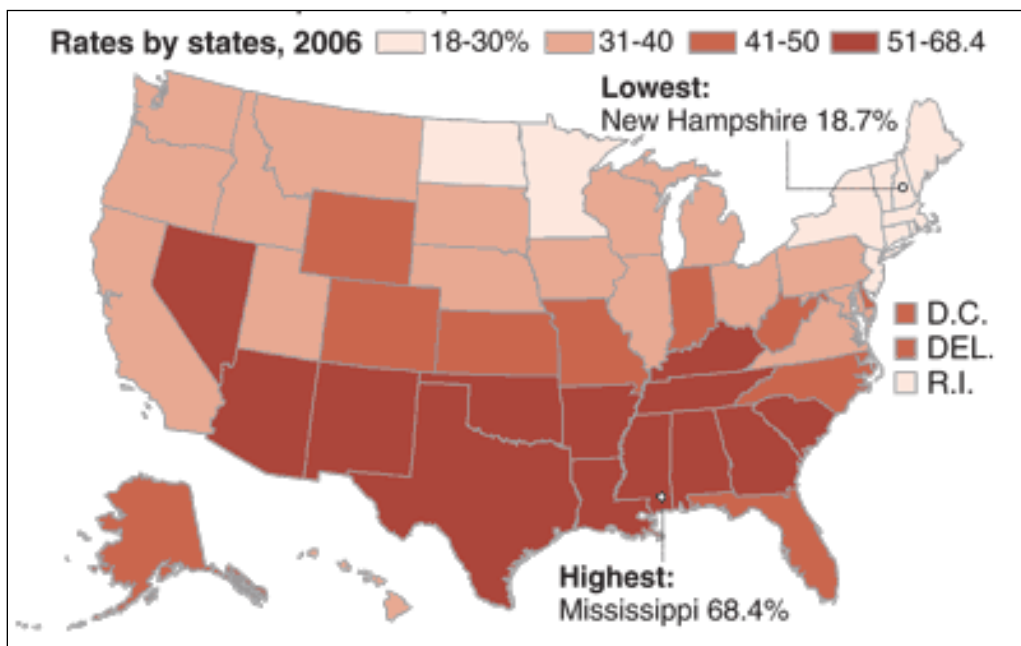 Rates by states, 2006 18-30% 31-40 41-50 51-68.4
Lowest:
New Hampshire 18.7%
D.C.
DEL.
R.I.
Highest:
Mississippi 68.4%